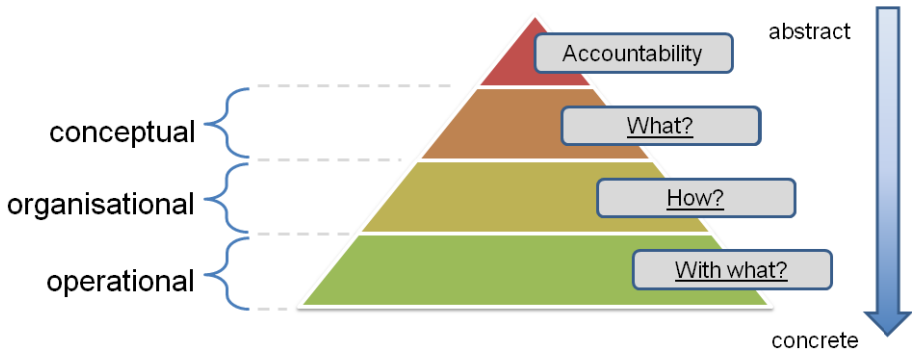 abstract
Accountability
conceptual
What?
organisational
How?
operational
With what?
concrete